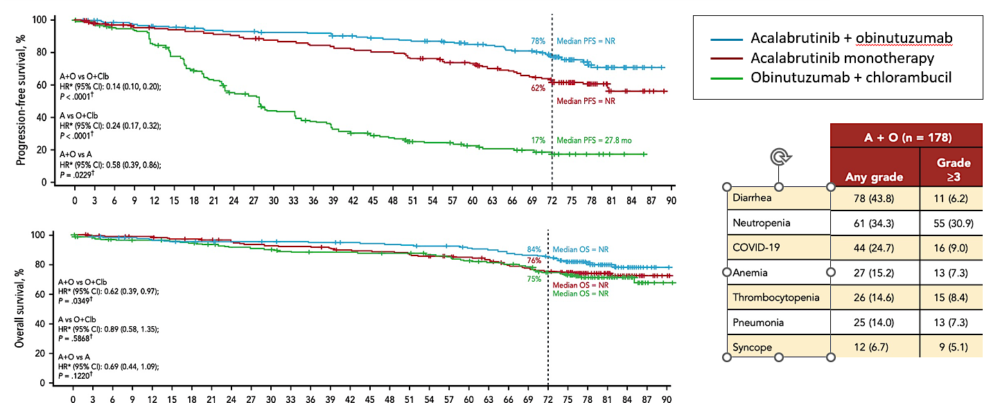 Progression-free survival, %
100
80
60
40
20
0
A+O vs O+Clb
HR* (95% CI): 0.14 (0.10, 0.20);
P < .0001†
A vs O+Clb
HR* (95% CI): 0.24 (0.17, 0.32);
P < .0001†
A+O vs A
HR* (95% CI): 0.58 (0.39, 0.86);
P = .0229†
78% Median PFS = NR
62%
Median PFS = NR
17% Median PFS = 27.8 mo
0 3 6 9 12 15 18 21 24 27 30 33 36 39 42 45 48 51 54 57 60 63 66 69 72 75 78 81 84 87 90
Overall survival, %
100
80
60
40
20
0
A+O vs O+Clb
HR* (95% CI): 0.62 (0.39, 0.97);
P = .0349†
A vs O+Clb
HR* (95% CI): 0.89 (0.58, 1.35);
P = .5868†
A+O vs A
HR* (95% CI): 0.69 (0.44, 1.09);
P = .1220†
84% Median OS = NR
76%
75%
Median OS = NR
Median OS = NR
0 3 6 9 12 15 18 21 24 27 30 33 36 39 42 45 48 51 54 57 60 63 66 69 72 75 78 81 84 87 90
Acalabrutinib + obinutuzumab
Acalabrutinib monotherapy
Obinutuzumab + chlorambucil
A + O (n = 178)
Any grade Grade ≥3
Diarrhea 78 (43.8) 11 (6.2)
Neutropenia 61 (34.3) 55 (30.9)
COVID-19 44 (24.7) 16 (9.0)
Anemia 27 (15.2) 13 (7.3)
Thrombocytopenia 26 (14.6) 15 (8.4)
Pneumonia 25 (14.0) 13 (7.3)
Syncope 12 (6.7) 9 (5.1)